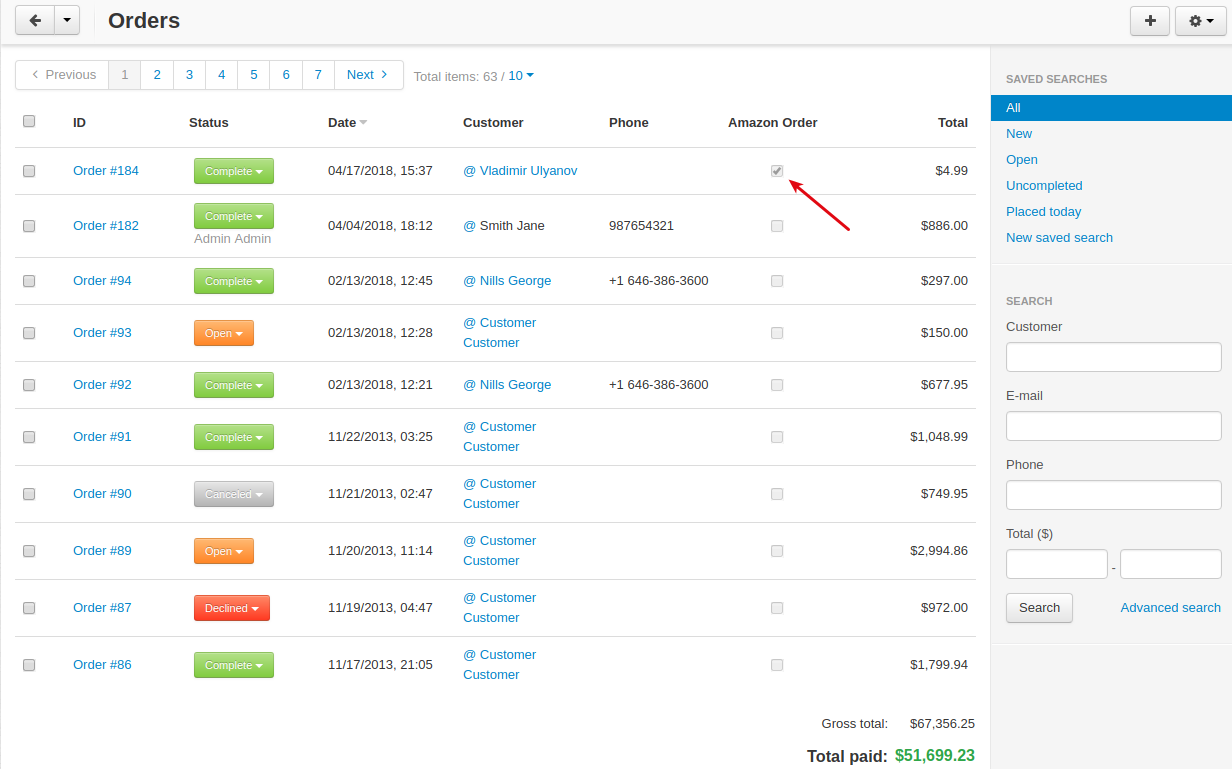 Orders
Previous 1 2 3 4 5 6 7 Next Total items: 63 / 10
ID Status Date Customer Phone Amazon Order Total
Order #184 Complete 04/17/2018, 15:37 @ Vladimir Ulyanov $4.99
Order #182 Complete 04/04/2018, 18:12 @ Smith Jane 987654321 $886.00
Admin Admin
Order #94 Complete 02/13/2018, 12:45 @ Nills George +1 646-386-3600 $297.00
Order #93 Open 02/13/2018, 12:28 @ Customer $150.00
Customer
Order #92 Complete 02/13/2018, 12:21 @ Nills George +1 646-386-3600 $677.95
Order #91 Complete 11/22/2013, 03:25 @ Customer $1,048.99
Customer
Order #90 Canceled 11/21/2013, 02:47 @ Customer $749.95
Customer
Order #89 Open 11/20/2013, 11:14 @ Customer $2,994.86
Customer
Order #87 Declined 11/19/2013, 04:47 @ Customer $972.00
Customer
Order #86 Complete 11/17/2013, 21:05 @ Customer $1,799.94
Customer
Gross total: $67,356.25
Total paid: $51,699.23
SAVED SEARCHES
All
New
Open
Uncompleted
Placed today
New saved search
SEARCH
Customer
E-mail
Phone
Total ($)
-
Search Advanced search